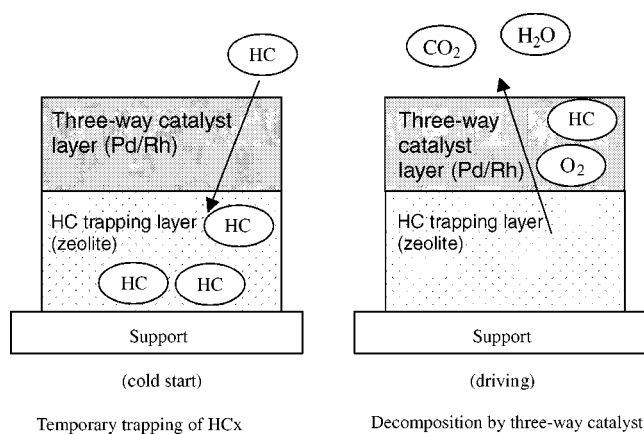 HC
Three-way catalyst
layer (Pd/Rh)
HC trapping layer
(zeolite)
HC
HC
HC
Support
(cold start)
Temporary trapping of HCx
CO2
H2O
Three-way
catalyst
layer (Pd/Rh)
HC
O2
HC trapping layer
(zeolite)
Support
(driving)
Decomposition by three-way catalyst